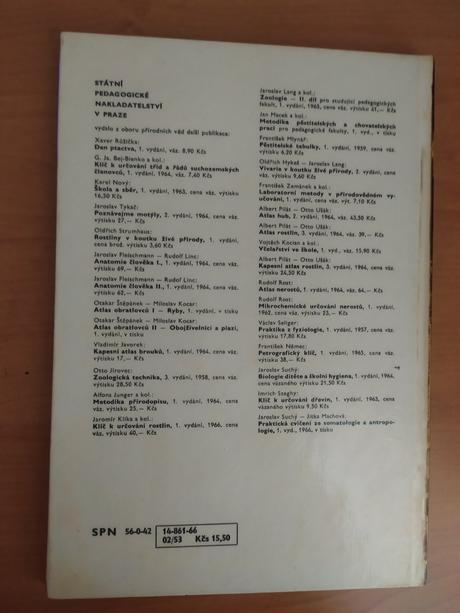 STÁTNÍ
PEDAGOGICKÉ
NAKLADATELSTVÍ
V PRAZE
vydalo z oboru přírodních věd další publikace:
Xaver Růžička:
Den ptactva, 1. vydání, váz. 8,90 Kčs
G. Ja. Bej-Bienko a kol.:
Klíč k určování tříd a řádů suchozemských
členovců, 1. vydání, 1964, váz. 7,40 Kčs
Karel Nový:
Škola a sběr, 1. vydání, 1963, cena váz. výtisku
16,50 Kčs
Jaroslav Tykač:
Poznávejme motýly, 2. vydání, 1964, cena váz.
výtisku 27,— Kčs
Oldřich Strumhaus:
Rostliny v koutku živé přírody, 1. vydání,
cena brož. výtisku 3,60 Kčs
Jaroslav Fleischmann — Rudolf Linc:
Anatomie člověka I., 1. vydání, 1964, cena váz.
výtisku 69,— Kčs
Jaroslav Fleischmann — Rudolf Linc:
Anatomie člověka II., 1. vydání, 1964, cena váz.
výtisku 62,— Kčs
Otakar Štěpánek — Miloslav Kocar:
Atlas obratlovců I — Ryby, 1. vydání, v tisku
Otakar Štěpánek — Miloslav Kocar:
Atlas obratlovců II — Obojživelníci a plazi,
1. vydání, v tisku
Vladimír Javorek:
Kapesní atlas brouků, 1. vydání, 1964, cena váz.
výtisku 17,— Kčs
Otto Jírovec:
Zoologická technika, 3. vydání, 1958, cena váz.
výtisku 28,50 Kčs
Alfons Junger a kol.:
Metodika přírodopisu, 1. vydání, 1964, cena
váz. výtisku 25,— Kčs
Jaromír Klika a kol.:
Klíč k určování rostlin, 1. vydání, 1966, cena
váz. výtisku 40,— Kčs
Jaroslav Lang a kol.:
Zoologie — II. díl pro studující pedagogických
fakult, 1. vydání, 1965, cena váz. výtisku 41,— Kčs
Jan Macek a kol.:
Metodika pěstitelských a chovatelských
prací pro pedagogické fakulty, 1. vyd., v tisku
František Mlynář:
Pěstitelské tabulky, 1. vydání, 1959, cena váz.
výtisku 6,20 Kčs
Oldřich Hykeš — Jaroslav Lang:
Vivaria v koutku živé přírody, 2. vydání, cena
váz. výtisku 9,60 Kčs
František Zemánek a kol.:
Laboratorní metody v přírodovědném vy-
učování, 1. vydání, cena váz. výt. 7,10 Kčs
Albert Pilát — Otto Ušák:
Atlas hub, 2. vydání, 1964, váz. 43,50 Kčs
Albert Pilát — Otto Ušák:
Atlas rostlin, 3. vydání, 1964, váz. 39,— Kčs
Vojtěch Kocian a kol.:
Včelařství ve škole, 1. vyd., váz. 15,90 Kčs
Albert Pilát — Otto Ušák:
Kapesní atlas rostlin, 3. vydání, 1964, cena váz.
výtisku 24,50 Kčs
Rudolf Rost:
Atlas nerostů, 1. vydání, 1964, váz. 64,— Kčs
Rudolf Rost:
Mikrochemické určování nerostů, 1. vydání,
1962, cena váz. výtisku 23,— Kčs
Václav Seliger:
Praktika z fyziologie, 1. vydání, 1957, cena váz.
výtisku 17,80 Kčs
František Němec:
Petrografický klíč, 1. vydání, 1965, cena váz.
výtisku 38,— Kčs
Jaroslav Suchý:
Biologie dítěte a školní hygiena, 1. vydání, 1964,
cena vázaného výtisku 21,50 Kčs
Imrich Szeghy:
Klíč k určování dřevin, 1. vydání, 1963, cena
vázaného výtisku 9,50 Kčs
Jaroslav Suchý — Jitka Machová:
Praktická cvičení ze somatologie a antropo-
logie, 1. vyd., 1966, v tisku
SPN 56-0-42
14-861-66
02/53 Kčs 15,50